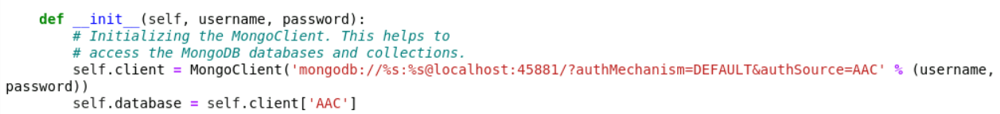 def __init__(self, username, password):
# Initializing the MongoClient. This helps to
# access the MongoDB databases and collections.
self.client = MongoClient('mongodb://%s:%s@localhost:45881/?authMechanism=DEFAULT&authSource=AAC' % (username,
password))
self.database = self.client['AAC']